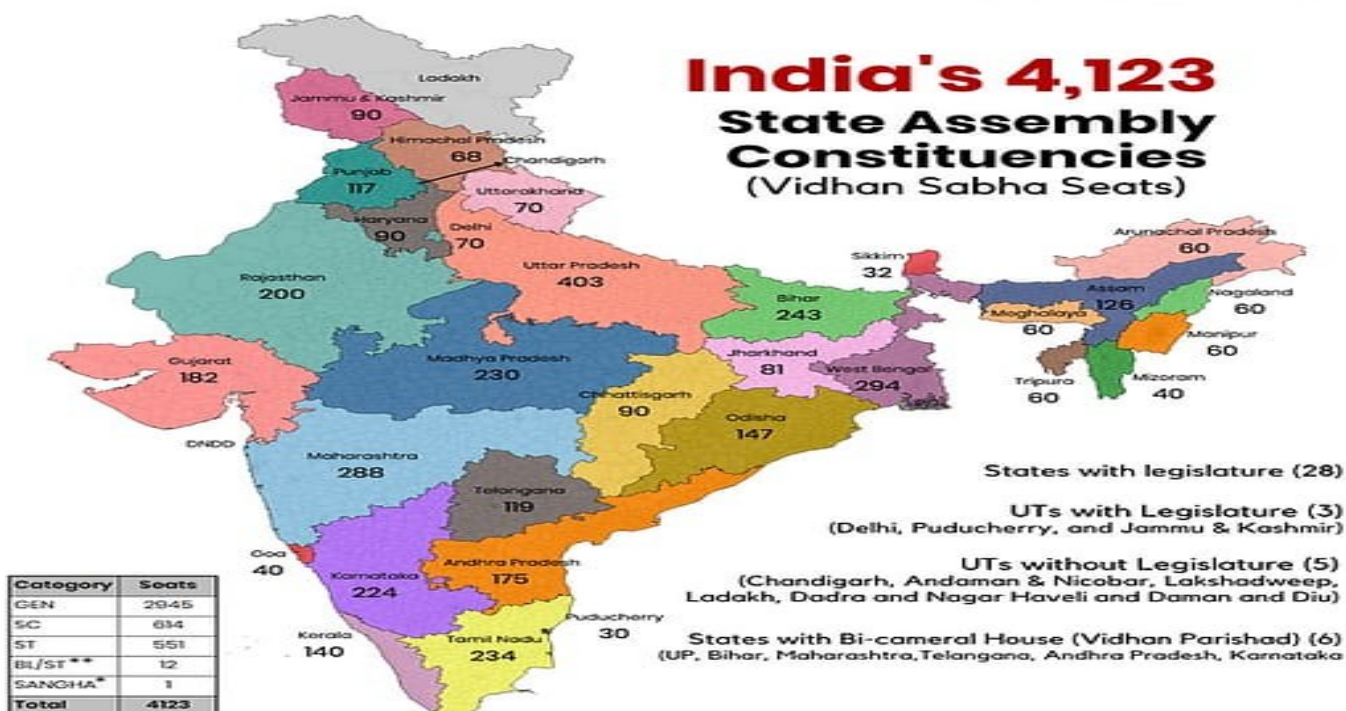 India's 4,123
State Assembly
Constituencies
(Vidhan Sabha Seats)
Ladakh
Jammu & Kashmir
90
Himachal Pradesh
68
Chandigarh
Punjab
117
Uttarakhand
70
Haryana
90
Delhi
70
Rajasthan
200
Uttar Pradesh
403
Bihar
243
Sikkim
32
Arunachal Pradesh
60
Assam
126
Nagaland
60
Meghalaya
60
Manipur
60
Tripura
60
Mizoram
40
Gujarat
182
Madhya Pradesh
230
Jharkhand
81
West Bengal
294
Chhattisgarh
90
Odisha
147
DNDD
Maharashtra
288
Telangana
119
Goa
40
Karnataka
224
Andhra Pradesh
175
Puducherry
30
Kerala
140
Tamil Nadu
234
States with legislature (28)
UTs with Legislature (3)
(Delhi, Puducherry, and Jammu & Kashmir)
UTs without Legislature (5)
(Chandigarh, Andaman & Nicobar, Lakshadweep,
Ladakh, Dadra and Nagar Haveli and Daman and Diu)
States with Bi-cameral House (Vidhan Parishad) (6)
(UP, Bihar, Maharashtra,Telangana, Andhra Pradesh, Karnataka
Category Seats
GEN 2945
SC 614
ST 551
BL/ST** 12
SANGHA* 1
Total 4123